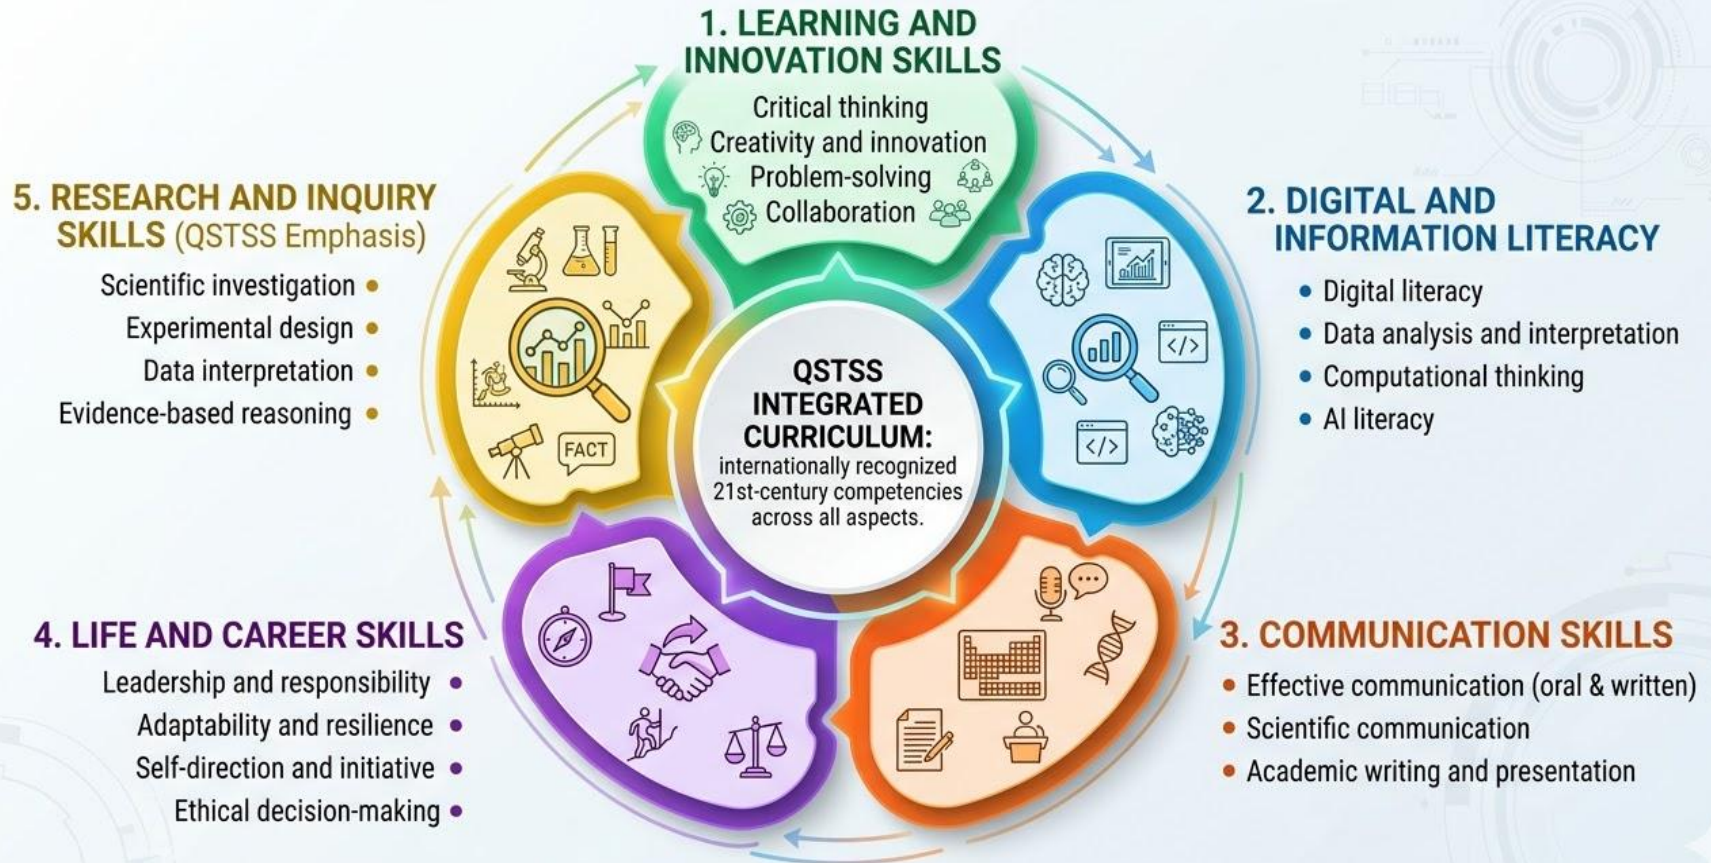 1. LEARNING AND
INNOVATION SKILLS
Critical thinking
Creativity and innovation
Problem-solving
Collaboration
2. DIGITAL AND
INFORMATION LITERACY
• Digital literacy
• Data analysis and interpretation
• Computational thinking
• AI literacy
</>
</>
3. COMMUNICATION SKILLS
• Effective communication (oral & written)
• Scientific communication
• Academic writing and presentation
4. LIFE AND CAREER SKILLS
Leadership and responsibility •
Adaptability and resilience •
Self-direction and initiative •
Ethical decision-making •
5. RESEARCH AND INQUIRY
SKILLS (QSTSS Emphasis)
Scientific investigation •
Experimental design •
Data interpretation •
Evidence-based reasoning •
FACT
QSTSS
INTEGRATED
CURRICULUM:
internationally recognized
21st-century competencies
across all aspects.